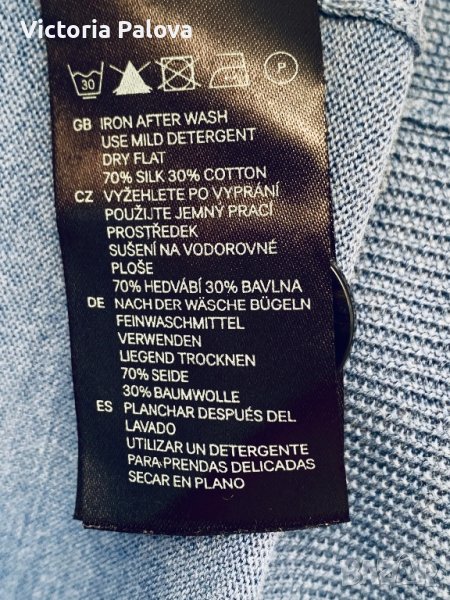 Victoria Palova
30
P
GB IRON AFTER WASH
USE MILD DETERGENT
DRY FLAT
70% SILK 30% COTTON
CZ VYŽEHLETE PO VYPRÁNÍ
POUŽIJTE JEMNÝ PRACÍ
PROSTŘEDEK
SUŠENÍ NA VODOROVNÉ
PLOŠE
70% HEDVÁBÍ 30% BAVLNA
DE NACH DER WÄSCHE BÜGELN
FEINWASCHMITTEL
VERWENDEN
LIEGEND TROCKNEN
70% SEIDE
30% BAUMWOLLE
ES PLANCHAR DESPUÉS DEL
LAVADO
UTILIZAR UN DETERGENTE
PARA PRENDAS DELICADAS
SECAR EN PLANO